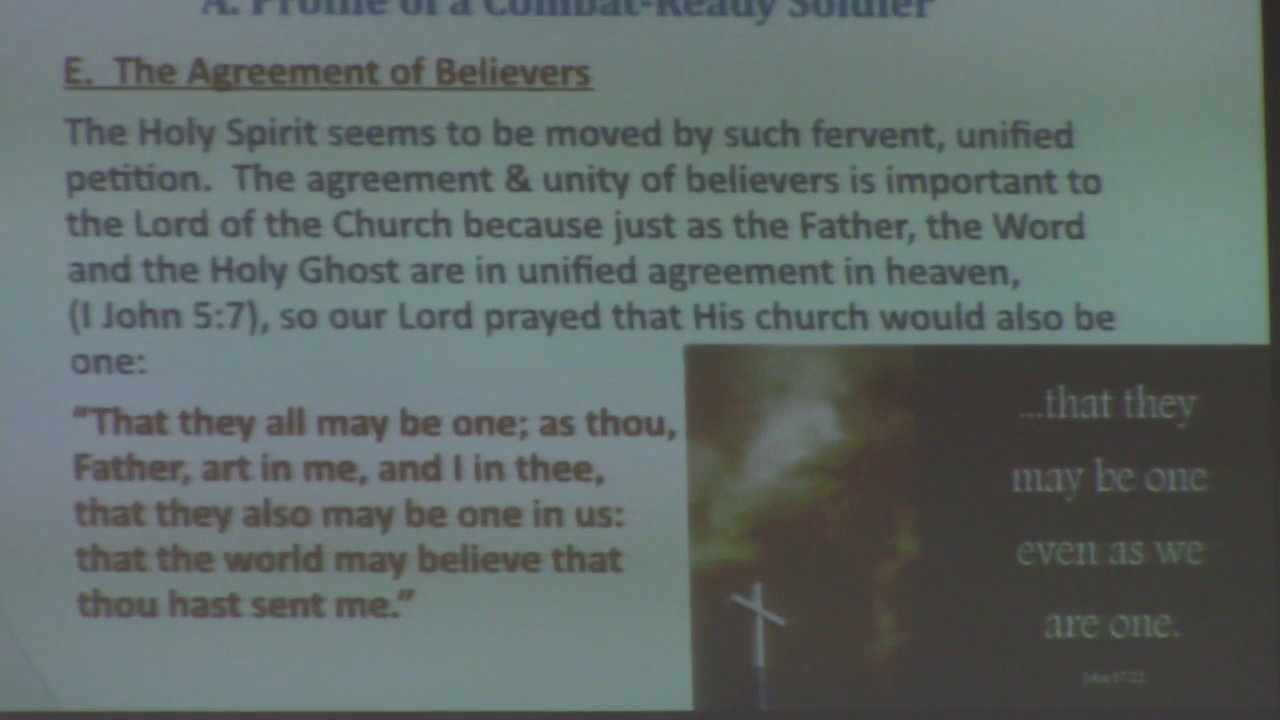 A. Profile of a Combat-Ready Soldier
E. The Agreement of Believers
The Holy Spirit seems to be moved by such fervent, unified
petition. The agreement & unity of believers is important to
the Lord of the Church because just as the Father, the Word
and the Holy Ghost are in unified agreement in heaven,
(I John 5:7), so our Lord prayed that His church would also be
one:
“That they all may be one; as thou,
Father, art in me, and I in thee,
that they also may be one in us:
that the world may believe that
thou hast sent me.”
...that they
may be one
even as we
are one.